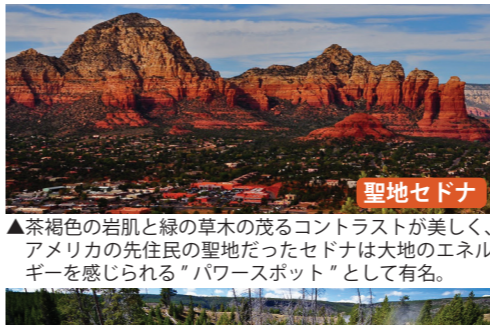 聖地セドナ
▲茶褐色の岩肌と緑の草木の茂るコントラストが美しく、
アメリカの先住民の聖地だったセドナは大地のエネル
ギーを感じられる”パワースポット”として有名。